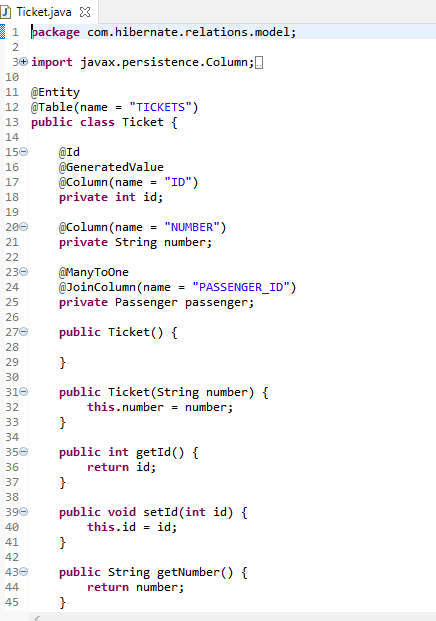 Ticket.java
1 package com.hibernate.relations.model;
2
3 import javax.persistence.Column;
10
11 @Entity
12 @Table(name = "TICKETS")
13 public class Ticket {
14
15 @Id
16 @GeneratedValue
17 @Column(name = "ID")
18 private int id;
19
20 @Column(name = "NUMBER")
21 private String number;
22
23 @ManyToOne
24 @JoinColumn(name = "PASSENGER_ID")
25 private Passenger passenger;
26
27 public Ticket() {
28
29 }
30
31 public Ticket(String number) {
32 this.number = number;
33 }
34
35 public int getId() {
36 return id;
37 }
38
39 public void setId(int id) {
40 this.id = id;
41 }
42
43 public String getNumber() {
44 return number;
45 }